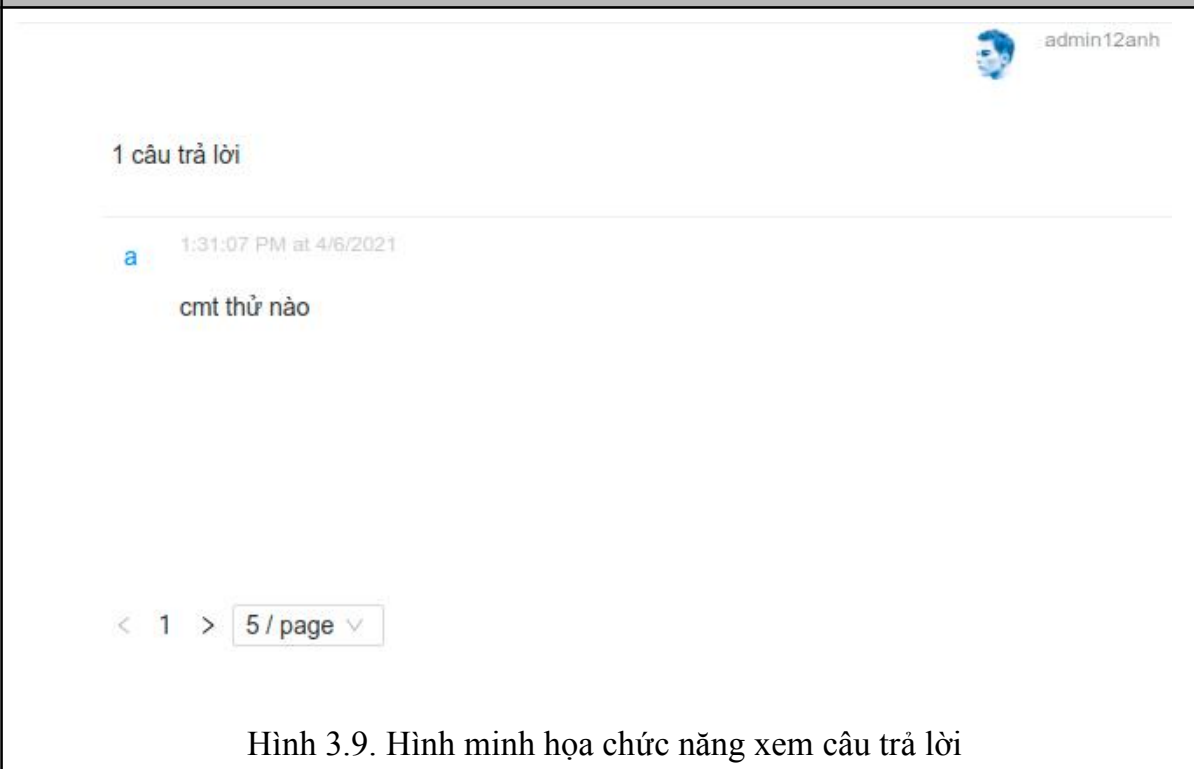 admin12anh
1 câu trả lời
a
1:31:07 PM at 4/6/2021
cmt thử nào
< 1 > 5 / page
Hình 3.9. Hình minh họa chức năng xem câu trả lời